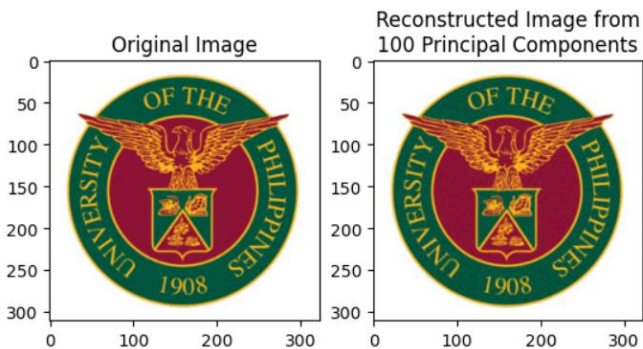 Original Image
Reconstructed Image from
100 Principal Components
0
50
100
150
200
250
300
0
100
200
300
OF THE
UNIVERSITY
PHILIPPINES
1908
0
50
100
150
200
250
300
0
100
200
300
OF THE
UNIVERSITY
PHILIPPINES
1908